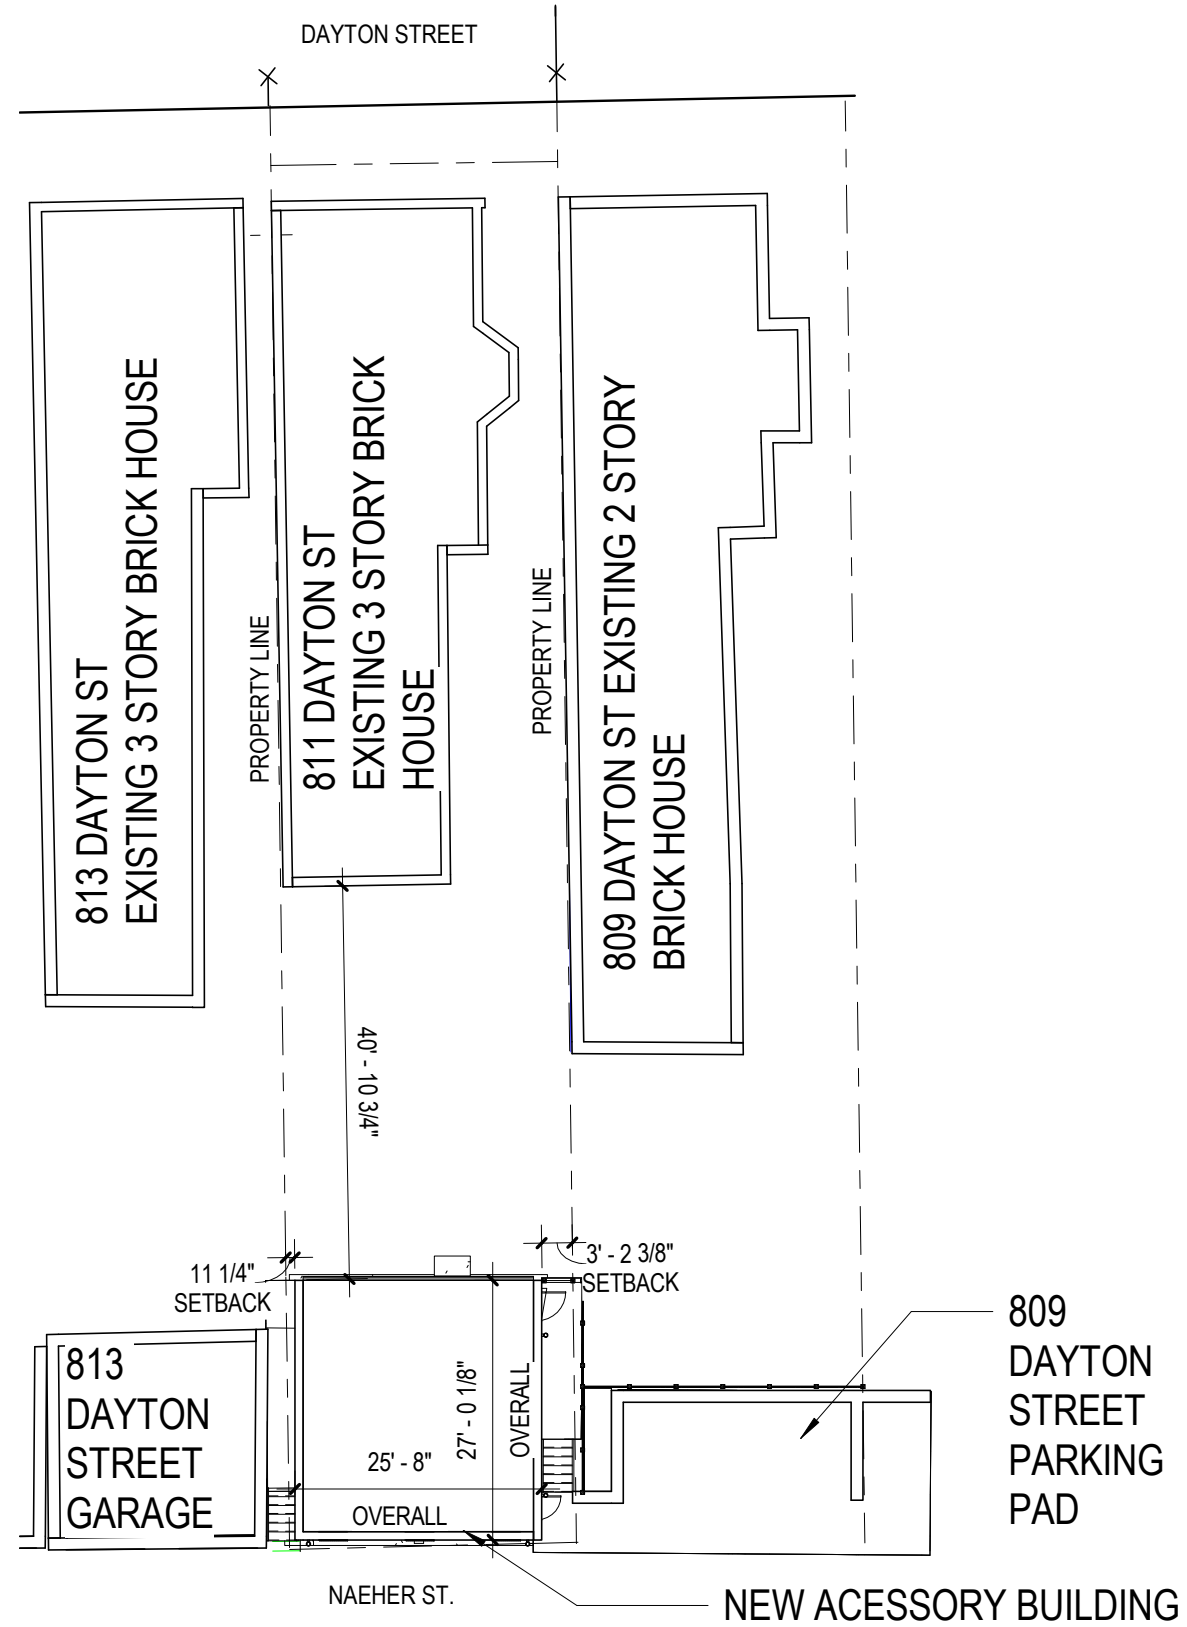 DAYTON STREET
813 DAYTON ST
EXISTING 3 STORY BRICK HOUSE
PROPERTY LINE
811 DAYTON ST
EXISTING 3 STORY BRICK
HOUSE
PROPERTY LINE
809 DAYTON ST EXISTING 2 STORY
BRICK HOUSE
40' - 10 3/4"
11 1/4"
SETBACK
3' - 2 3/8"
SETBACK
813
DAYTON
STREET
GARAGE
25' - 8"
OVERALL
27' - 0 1/8"
OVERALL
809
DAYTON
STREET
PARKING
PAD
NAEHER ST.
NEW ACESSORY BUILDING